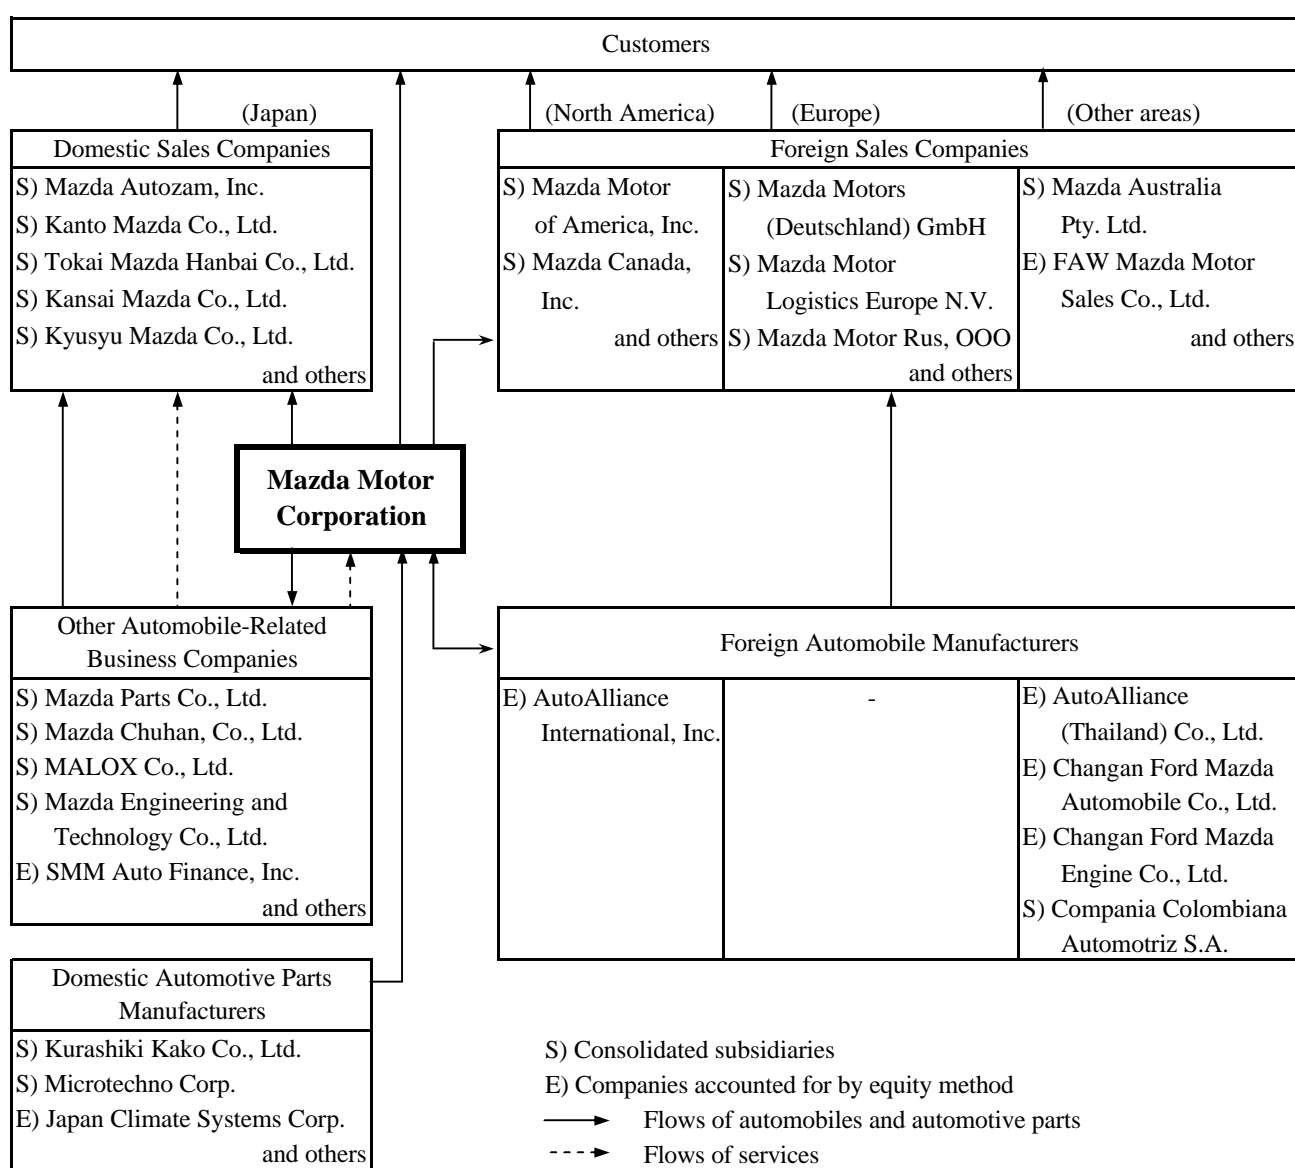 Customers
(Japan)
(North America)
(Europe)
(Other areas)
Domestic Sales Companies
S) Mazda Autozam, Inc.
S) Kanto Mazda Co., Ltd.
S) Tokai Mazda Hanbai Co., Ltd.
S) Kansai Mazda Co., Ltd.
S) Kyusyu Mazda Co., Ltd.
and others
Foreign Sales Companies
S) Mazda Motor
of America, Inc.
S) Mazda Canada,
Inc.
and others
S) Mazda Motors
(Deutschland) GmbH
S) Mazda Motor
Logistics Europe N.V.
S) Mazda Motor Rus, OOO
and others
S) Mazda Australia
Pty. Ltd.
E) FAW Mazda Motor
Sales Co., Ltd.
and others
Mazda Motor
Corporation
Other Automobile-Related
Business Companies
S) Mazda Parts Co., Ltd.
S) Mazda Chuhan, Co., Ltd.
S) MALOX Co., Ltd.
S) Mazda Engineering and
Technology Co., Ltd.
E) SMM Auto Finance, Inc.
and others
Foreign Automobile Manufacturers
E) AutoAlliance
International, Inc.
-
E) AutoAlliance
(Thailand) Co., Ltd.
E) Changan Ford Mazda
Automobile Co., Ltd.
E) Changan Ford Mazda
Engine Co., Ltd.
S) Compania Colombiana
Automotriz S.A.
Domestic Automotive Parts
Manufacturers
S) Kurashiki Kako Co., Ltd.
S) Microtechno Corp.
E) Japan Climate Systems Corp.
and others
S) Consolidated subsidiaries
E) Companies accounted for by equity method
Flows of automobiles and automotive parts
Flows of services